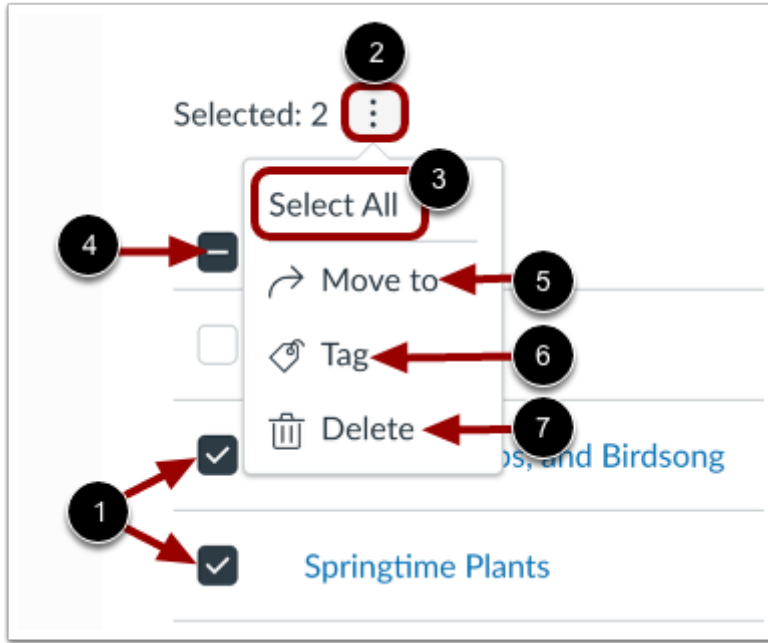 2
Selected: 2
3
Select All
4
Move to
5
Tag
6
Delete
7
, and Birdsong
1
Springtime Plants